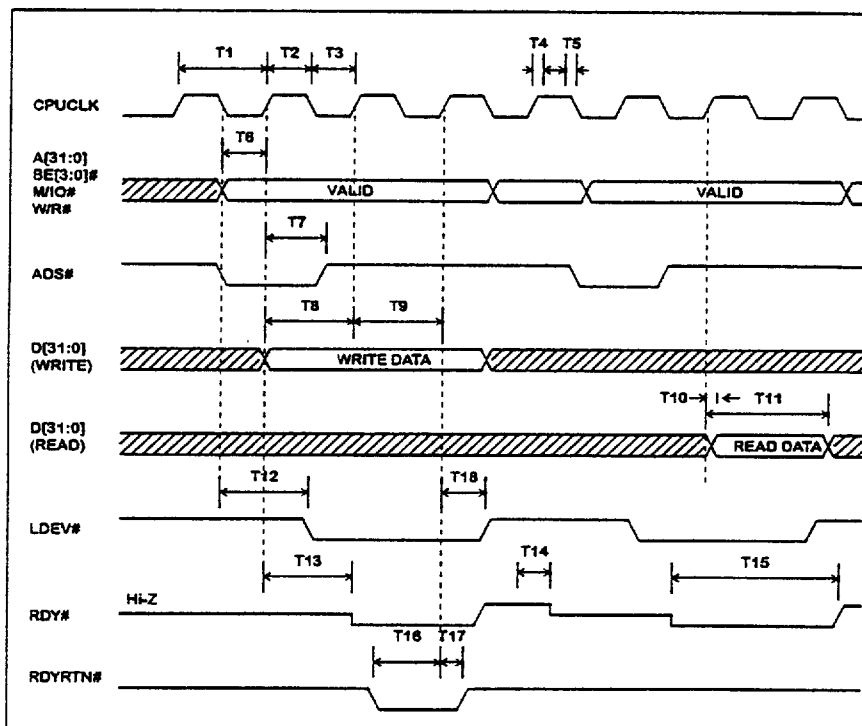 T1 T2 T3 T4 T5
CPUCLK
T6
A[31:0]
BE[3:0]#
M/IO#
W/R#
VALID VALID
T7
ADS#
T8 T9
D[31:0]
(WRITE)
WRITE DATA
T10 T11
D[31:0]
(READ)
READ DATA
T12 T18
LDEV#
T13 T14 T15
Hi-Z
RDY#
T16 T17
RDYRTN#